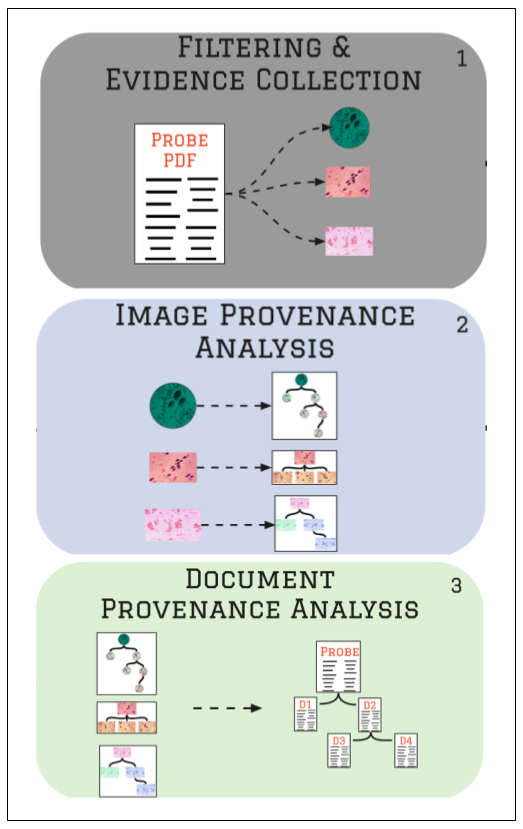 Filtering &
Evidence Collection
1
Probe
PDF
Image Provenance
Analysis
2
Document
Provenance Analysis
3
Probe
D1
D2
D3
D4